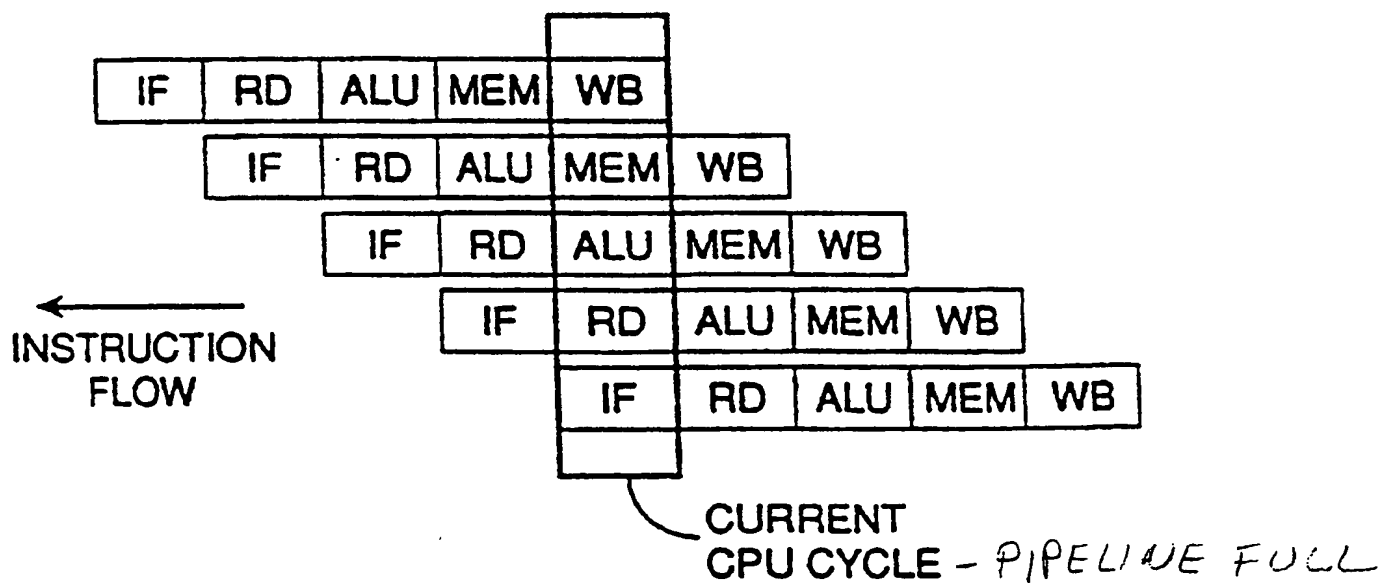 IF RD ALU MEM WB
IF RD ALU MEM WB
IF RD ALU MEM WB
IF RD ALU MEM WB
INSTRUCTION
FLOW
IF RD ALU MEM WB
CURRENT
CPU CYCLE - PIPELINE FULL